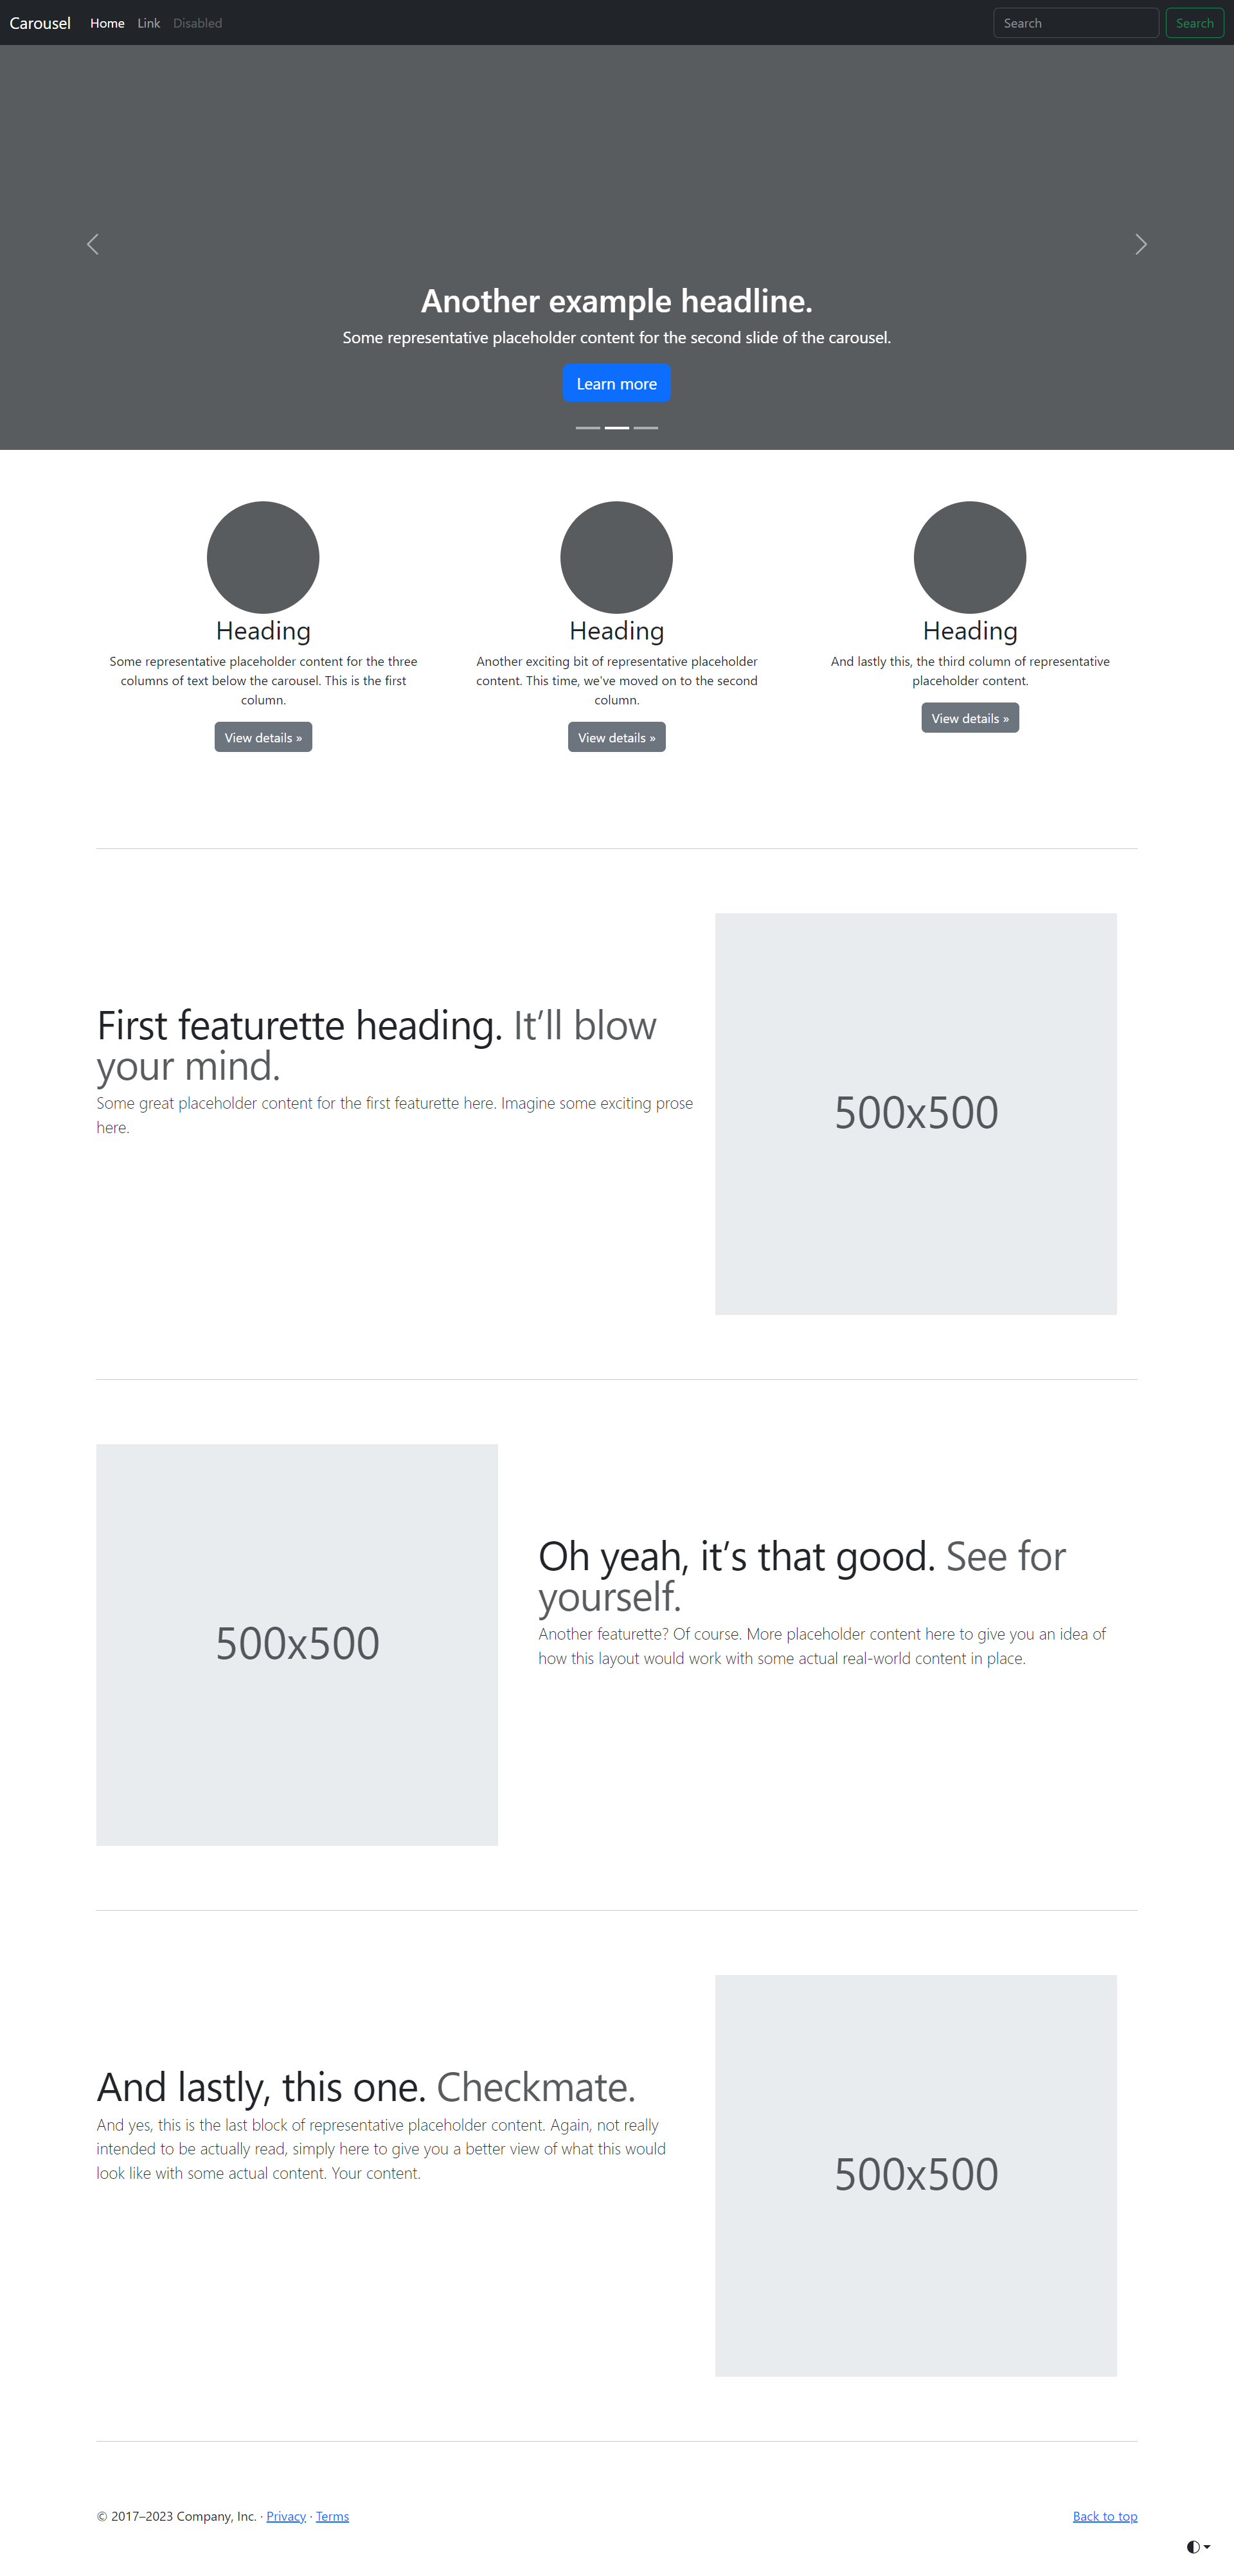 Carousel Home Link Disabled Search Search
Another example headline.
Some representative placeholder content for the second slide of the carousel.
Learn more
Heading
Some representative placeholder content for the three
columns of text below the carousel. This is the first
column.
View details »
Heading
Another exciting bit of representative placeholder
content. This time, we've moved on to the second
column.
View details »
Heading
And lastly this, the third column of representative
placeholder content.
View details »
First featurette heading. It’ll blow
your mind.
Some great placeholder content for the first featurette here. Imagine some exciting prose
here.
500x500
500x500
Oh yeah, it’s that good. See for
yourself.
Another featurette? Of course. More placeholder content here to give you an idea of
how this layout would work with some actual real-world content in place.
And lastly, this one. Checkmate.
And yes, this is the last block of representative placeholder content. Again, not really
intended to be actually read, simply here to give you a better view of what this would
look like with some actual content. Your content.
500x500
© 2017–2023 Company, Inc. · Privacy · Terms
Back to top